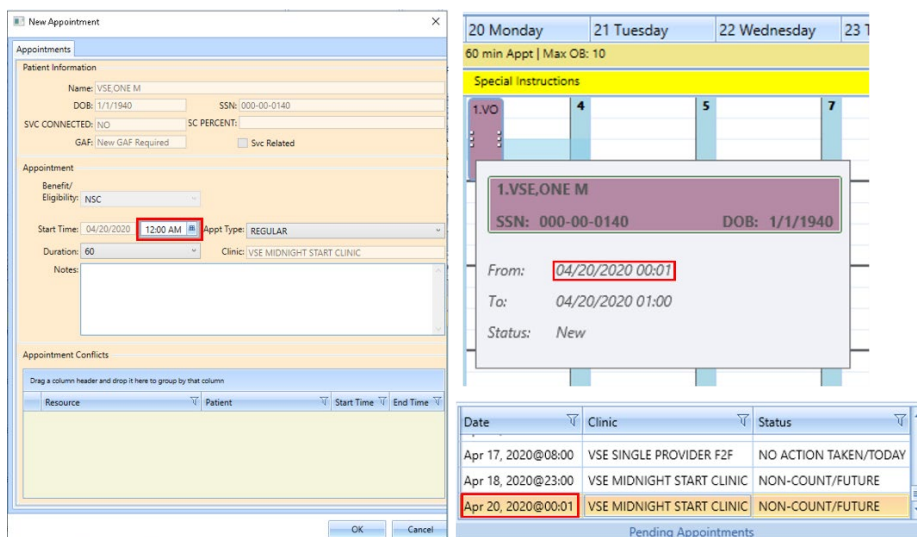 New Appointment
Appointments
Patient Information
Name: VSE,ONE M
DOB: 1/1/1940 SSN: 000-00-0140
SVC CONNECTED: NO SC PERCENT:
GAF: New GAF Required Svc Related
Appointment
Benefit/
Eligibility: NSC
Start Time: 04/20/2020 12:00 AM Appt Type: REGULAR
Duration: 60 Clinic: VSE MIDNIGHT START CLINIC
Notes:
Appointment Conflicts
Drag a column header and drop it here to group by that column
Resource Patient Start Time End Time
OK Cancel
20 Monday 21 Tuesday 22 Wednesday 23 T
60 min Appt | Max OB: 10
Special Instructions
1.VO 4 5 7
1.VSE,ONE M
SSN: 000-00-0140 DOB: 1/1/1940
From: 04/20/2020 00:01
To: 04/20/2020 01:00
Status: New
Date Clinic Status
Apr 17, 2020@08:00 VSE SINGLE PROVIDER F2F NO ACTION TAKEN/TODAY
Apr 18, 2020@23:00 VSE MIDNIGHT START CLINIC NON-COUNT/FUTURE
Apr 20, 2020@00:01 VSE MIDNIGHT START CLINIC NON-COUNT/FUTURE
Pending Appointments